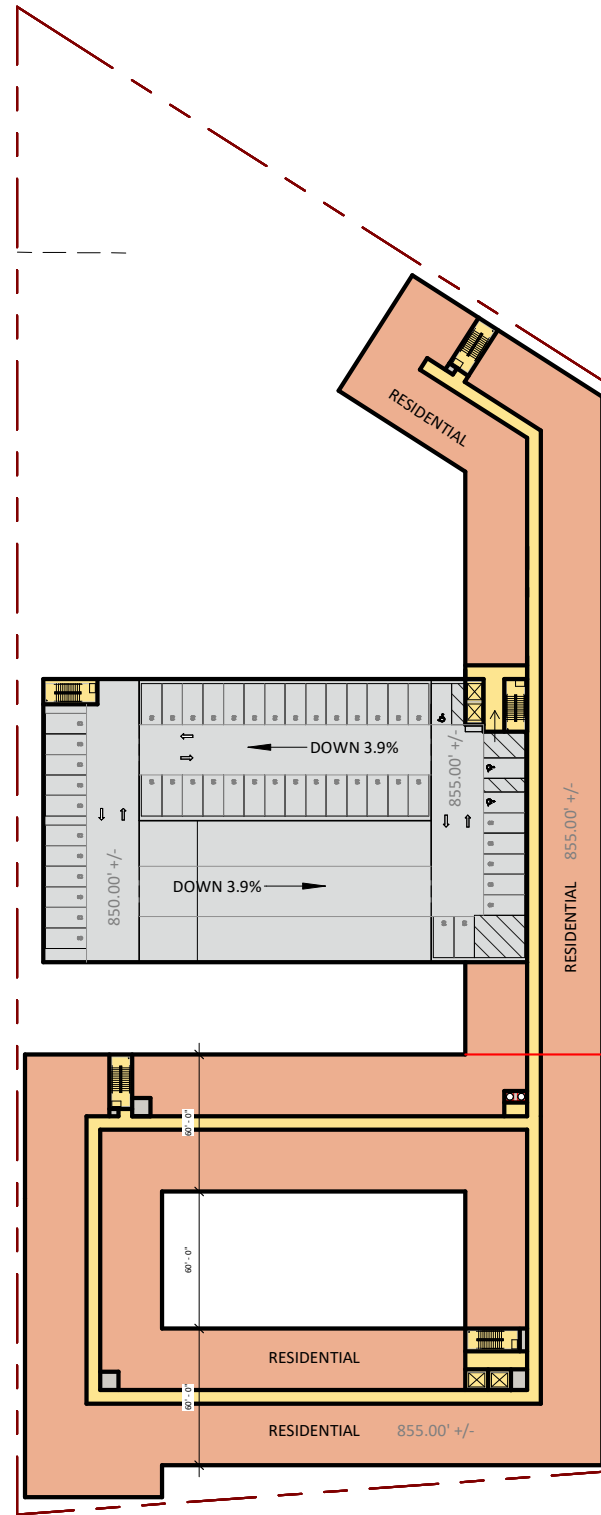 RESIDENTIAL
DOWN 3.9%
855.00' +/-
855.00' +/-
850.00' +/-
DOWN 3.9%
RESIDENTIAL
60' - 0"
60' - 0"
RESIDENTIAL
60' - 0"
RESIDENTIAL
855.00' +/-